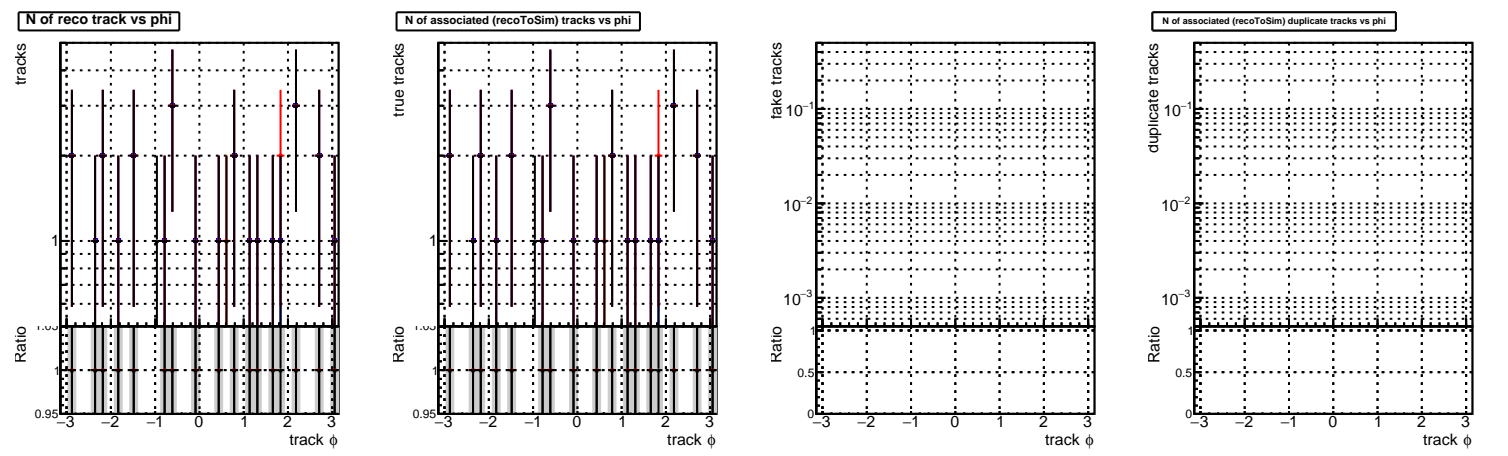 N of reco track vs phi
tracks
1
1.05
Ratio
1
0.95
−3 −2 −1 0 1 2 3
track ϕ
N of associated (recoToSim) tracks vs phi
true tracks
1
1.05
Ratio
1
0.95
−3 −2 −1 0 1 2 3
track ϕ
fake tracks
10−1
10−2
10−3
Ratio
1
0.5
0
−3 −2 −1 0 1 2 3
track ϕ
N of associated (recoToSim) duplicate tracks vs phi
duplicate tracks
10−1
10−2
10−3
Ratio
1
0.5
0
−3 −2 −1 0 1 2 3
track ϕ